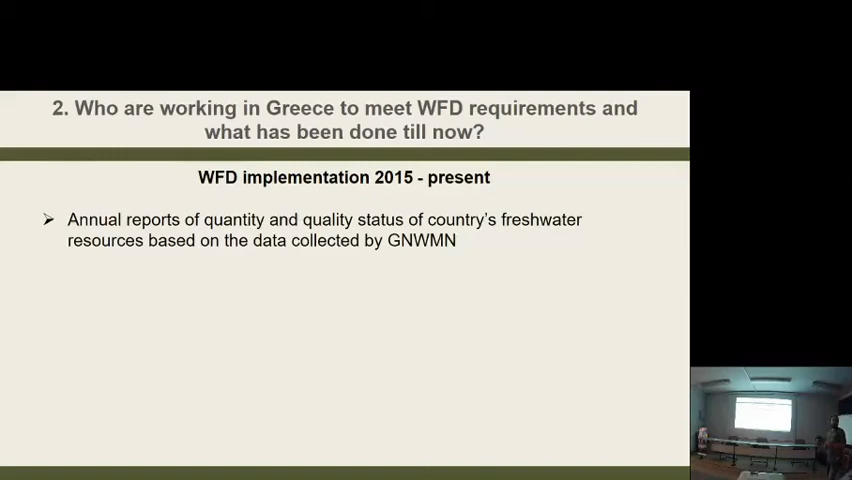 2. Who are working in Greece to meet WFD requirements and
what has been done till now?
WFD implementation 2015 - present
➢ Annual reports of quantity and quality status of country's freshwater
resources based on the data collected by GNWMN